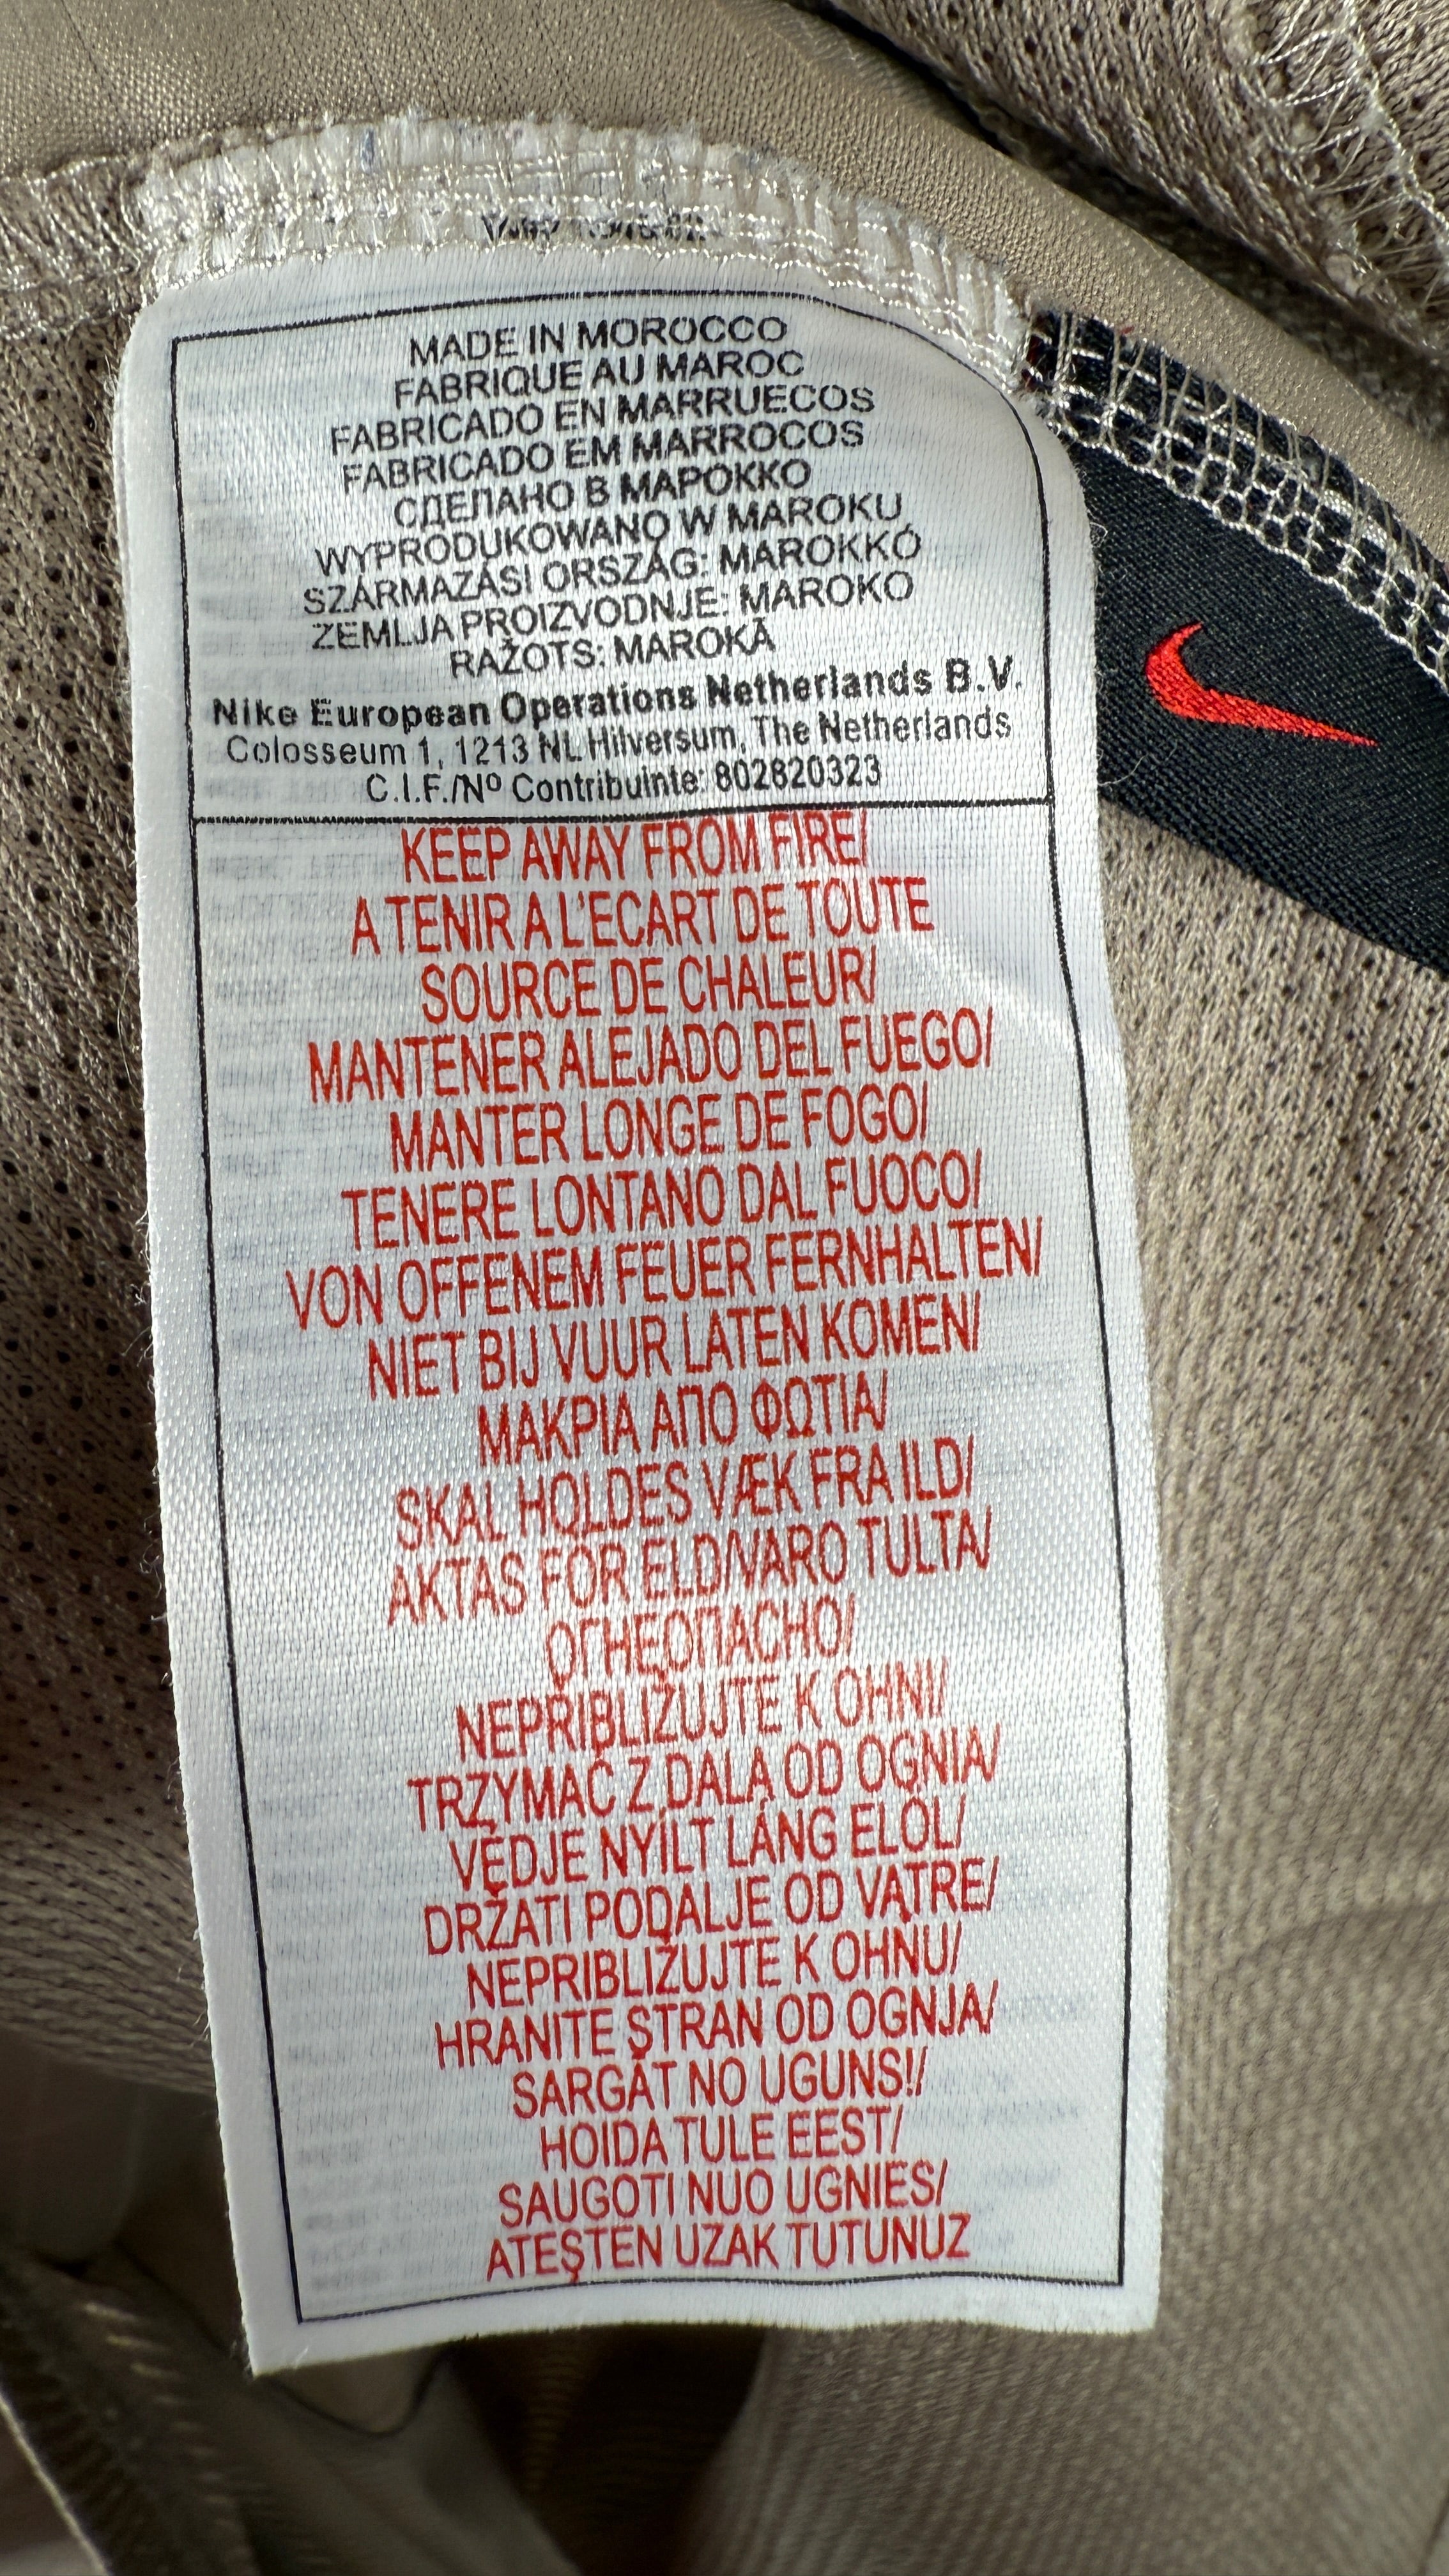 MADE IN MOROCCO
FABRIQUE AU MAROC
FABRICADO EN MARRUECOS
FABRICADO EM MARROCOS
СДЕЛАНО В МАРОККО
WYPRODUKOWANO W MAROKU
SZÁRMAZÁSI ORSZÁG: MAROKKÓ
ZEMLJA PROIZVODNJE: MAROKO
RAŽOTS: MAROKĀ
Nike European Operations Netherlands B.V.
Colosseum 1, 1213 NL Hilversum, The Netherlands
C.I.F./Nº Contribuinte: 802820323
KEEP AWAY FROM FIRE/
A TENIR A L'ECART DE TOUTE
SOURCE DE CHALEUR/
MANTENER ALEJADO DEL FUEGO/
MANTER LONGE DE FOGO/
TENERE LONTANO DAL FUOCO/
VON OFFENEM FEUER FERNHALTEN/
NIET BIJ VUUR LATEN KOMEN/
ΜΑΚΡΙΑ ΑΠΟ ΦΩΤΙΑ/
SKAL HOLDES VÆK FRA ILD/
AKTAS FOR ELD/VARO TULTA/
ОГНЕОПАСНО/
NEPŘIBLIŽUJTE K OHNI/
TRZYMAĆ Z DALA OD OGNIA/
VÉDJE NYÍLT LÁNG ELŐL/
DRŽATI PODALJE OD VATRE/
NEPRIBLIŽUJTE K OHŇU/
HRANITE STRAN OD OGNJA/
SARGĀT NO UGUNS!/
HOIDA TULE EEST/
SAUGOTI NUO UGNIES/
ATEŞTEN UZAK TUTUNUZ